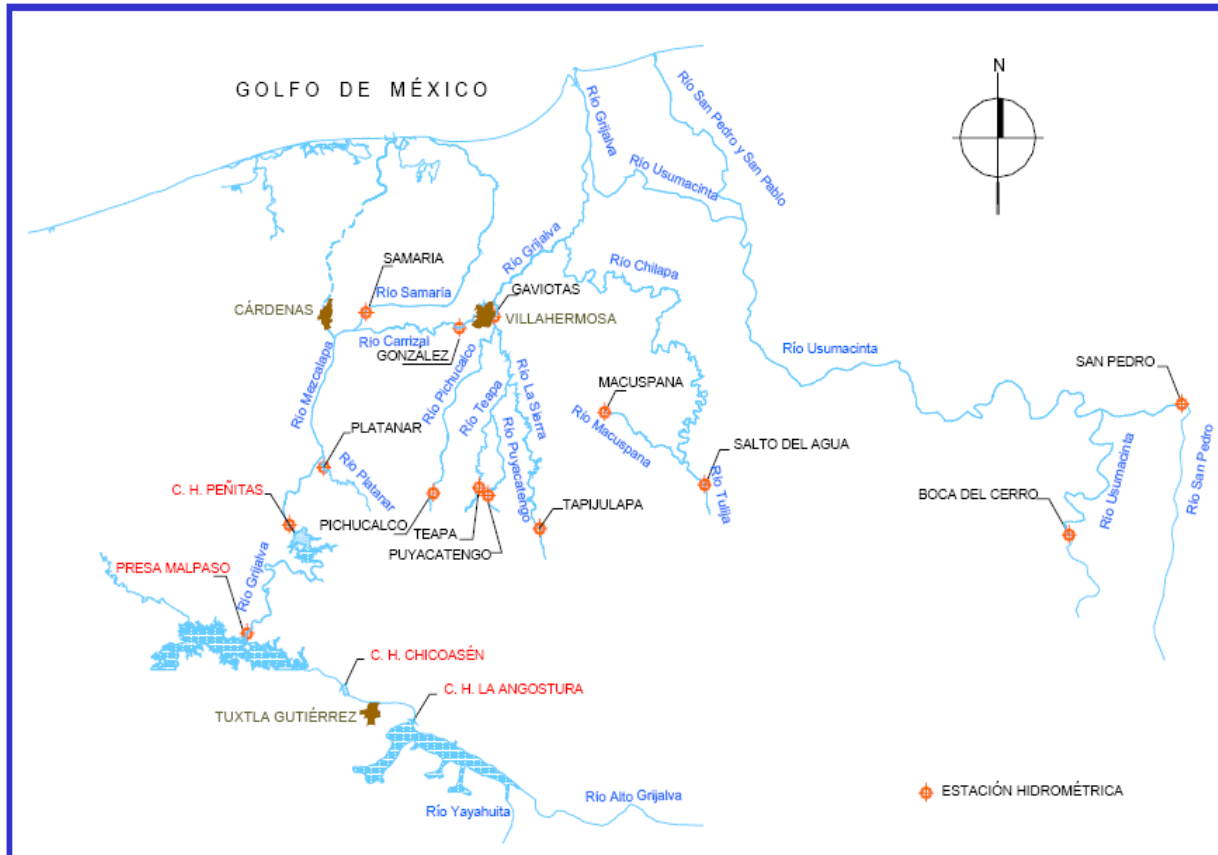 GOLFO DE MÉXICO
N
Río Grijalva
Río San Pedro y San Pablo
Río Usumacinta
Río Grijalva
SAMARIA
Río Chilapa
Río Samaría
GAVIOTAS
CÁRDENAS
VILLAHERMOSA
Río Carrizal
GONZÁLEZ
Río Usumacinta
SAN PEDRO
Río Mezcalapa
Río Pichucalco
Río Teapa
Río La Sierra
MACUSPANA
Río Macuspana
Río Puyacatengo
PLATANAR
Río Platanar
SALTO DEL AGUA
Río Tulija
C. H. PEÑITAS
BOCA DEL CERRO
Río Usumacinta
Río San Pedro
PICHUCALCO
TEAPA
PUYACATENGO
TAPIJULAPA
PRESA MALPASO
Río Grijalva
C. H. CHICOASÉN
C. H. LA ANGOSTURA
TUXTLA GUTIÉRREZ
Río Yayahuita
Río Alto Grijalva
ESTACIÓN HIDROMÉTRICA